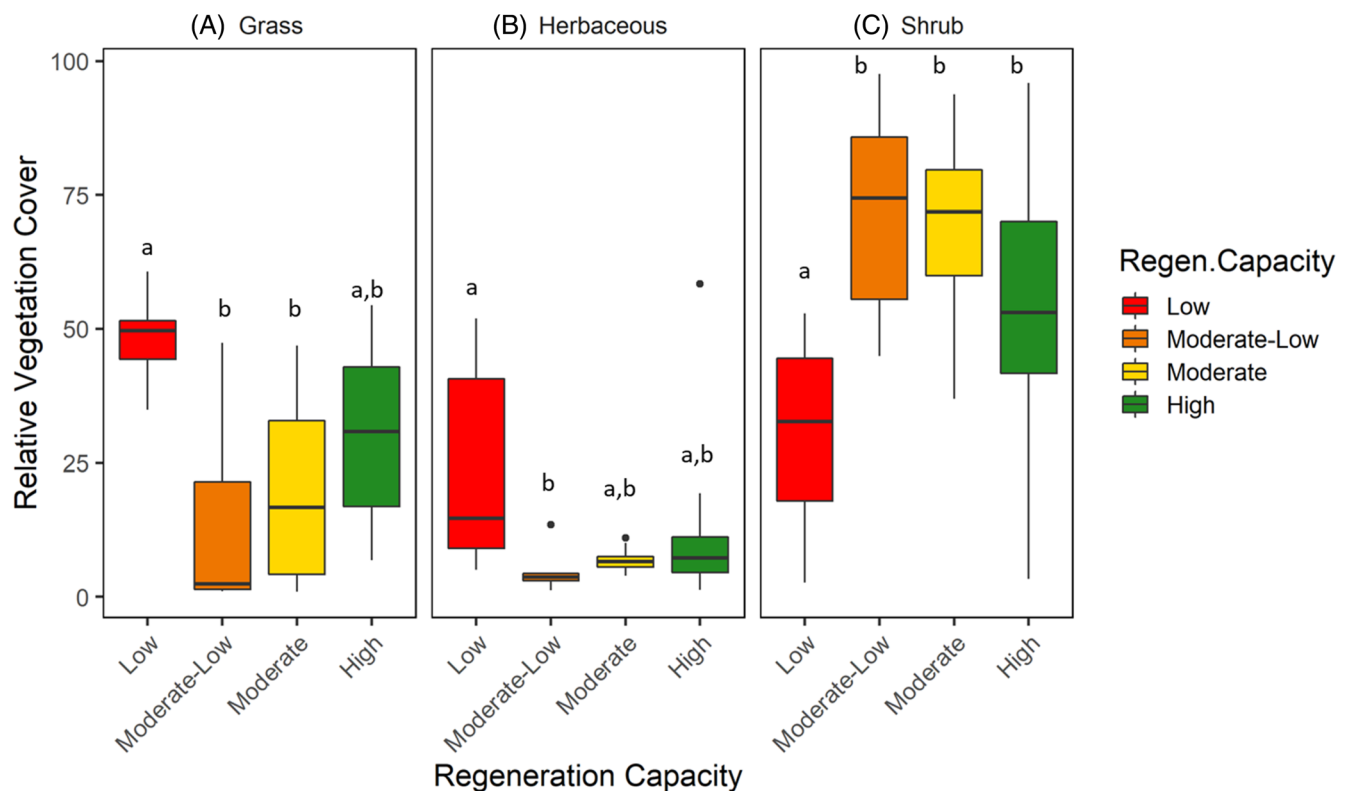 (A) Grass
(B) Herbaceous
(C) Shrub
Relative Vegetation Cover
100
75
50
25
0
a
b
b
a,b
a
b
a,b
a,b
a
b
b
b
Low
Moderate-Low
Moderate
High
Low
Moderate-Low
Moderate
High
Low
Moderate-Low
Moderate
High
Regeneration Capacity
Regen.Capacity
Low
Moderate-Low
Moderate
High